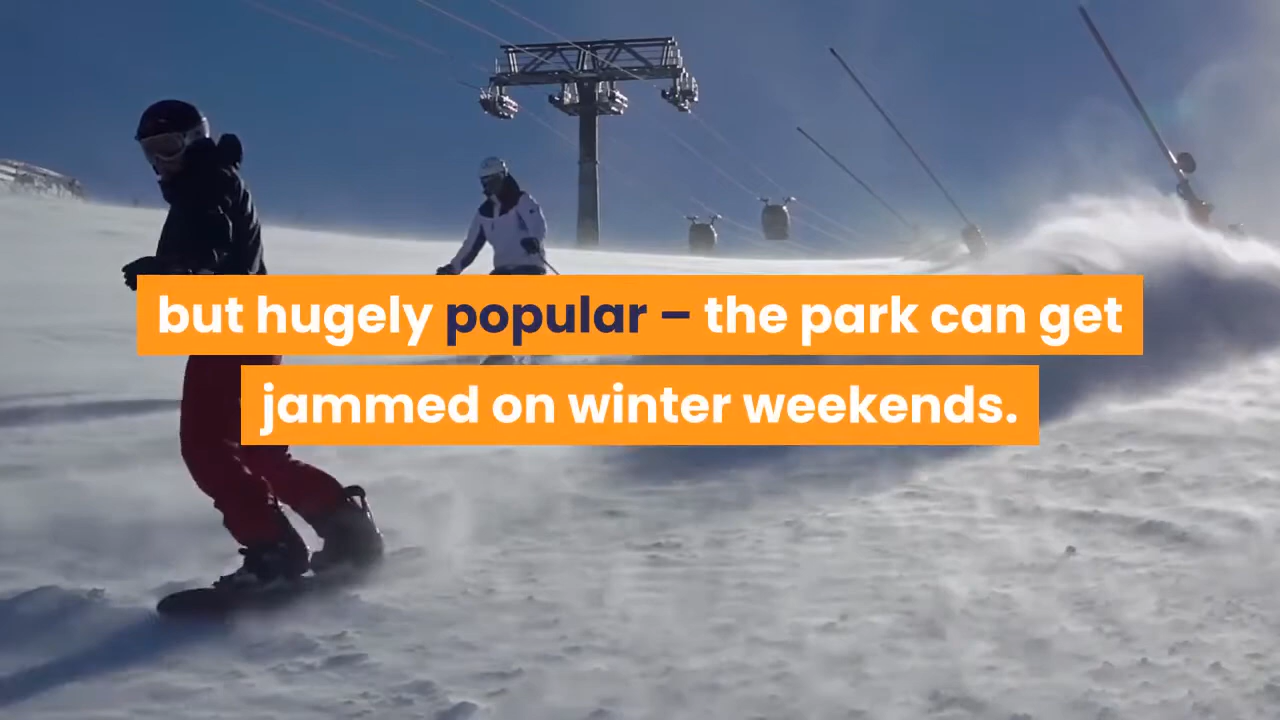 but hugely popular – the park can get
jammed on winter weekends.